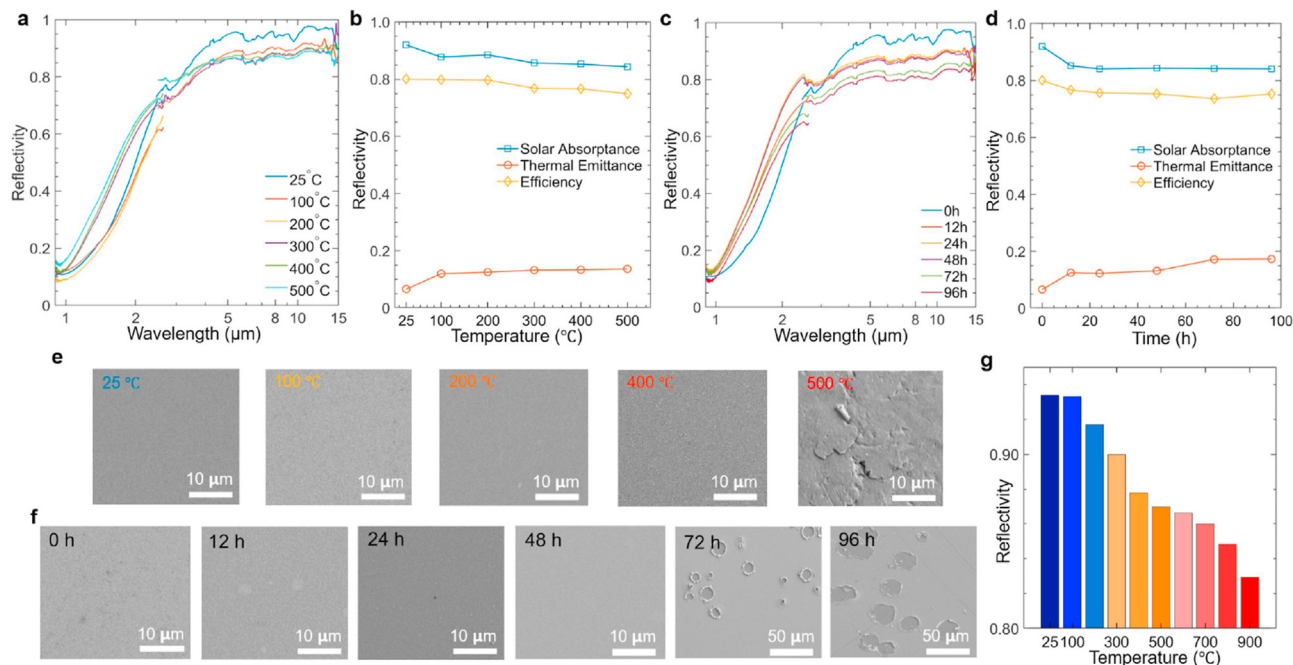 a
b
c
d
1
0.8
0.6
0.4
0.2
0
Reflectivity
25°C
100°C
200°C
300°C
400°C
500°C
1 2 5 8 10 15
Wavelength (μm)
1.0
0.8
0.6
0.4
0.2
0.0
Reflectivity
Solar Absorptance
Thermal Emittance
Efficiency
25 100 200 300 400 500
Temperature (℃)
1
0.8
0.6
0.4
0.2
0
Reflectivity
0h
12h
24h
48h
72h
96h
1 2 5 8 10 15
Wavelength (μm)
1.0
0.8
0.6
0.4
0.2
0.0
Reflectivity
Solar Absorptance
Thermal Emittance
Efficiency
0 20 40 60 80 100
Time (h)
e
25 ℃
10 μm
100 ℃
10 μm
200 ℃
10 μm
400 ℃
10 μm
500 ℃
10 μm
f
0 h
10 μm
12 h
10 μm
24 h
10 μm
48 h
10 μm
72 h
50 μm
96 h
50 μm
g
0.90
0.80
Reflectivity
25 100 300 500 700 900
Temperature (℃)